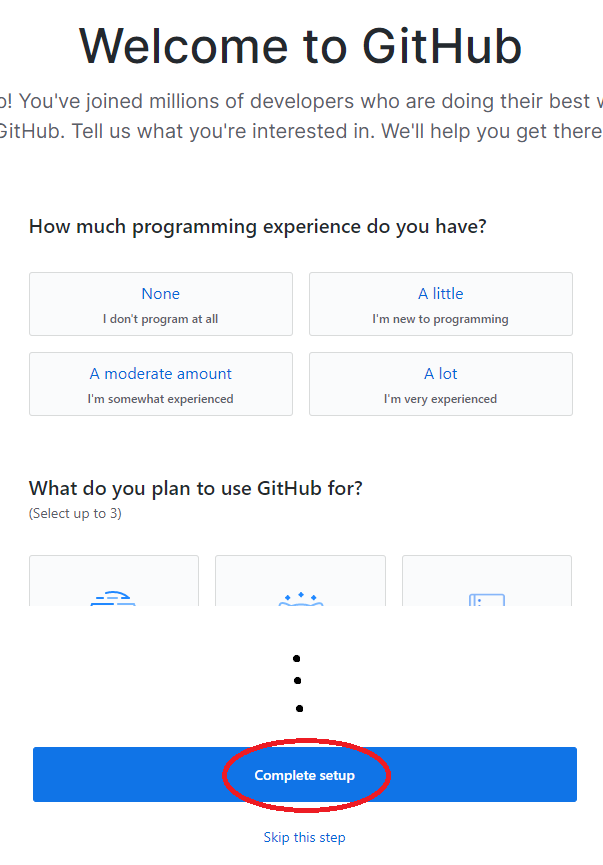 Welcome to GitHub
! You've joined millions of developers who are doing their best
GitHub. Tell us what you're interested in. We'll help you get there
How much programming experience do you have?
None
A little
I don't program at all
I'm new to programming
A moderate amount
A lot
I'm somewhat experienced
I'm very experienced
What do you plan to use GitHub for?
(Select up to 3)
Complete setup
Skip this step